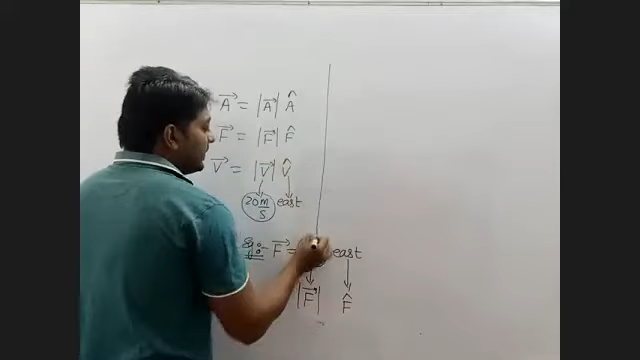 A⃗ = |A⃗| Â
F⃗ = |F⃗| F̂
V⃗ = |V⃗| V̂
20 m/s east
Eg:- F⃗ = east
|F⃗| F̂